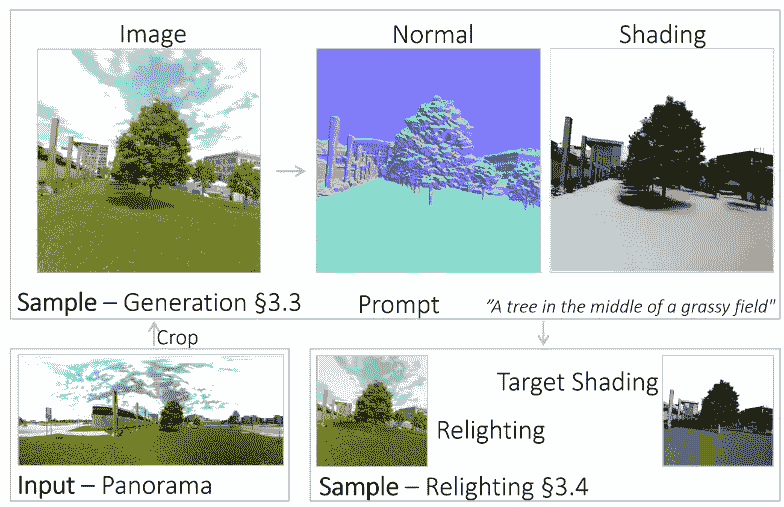 Image
Normal
Shading
Sample – Generation §3.3
Prompt
"A tree in the middle of a grassy field"
Crop
Input – Panorama
Target Shading
Relighting
Sample – Relighting §3.4